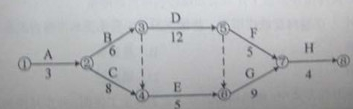 ③ D ⑤
B 12 F
A 6 5 H
① ② ⑦ ⑧
3 C E G 4
8 ④ 5 ⑥ 9